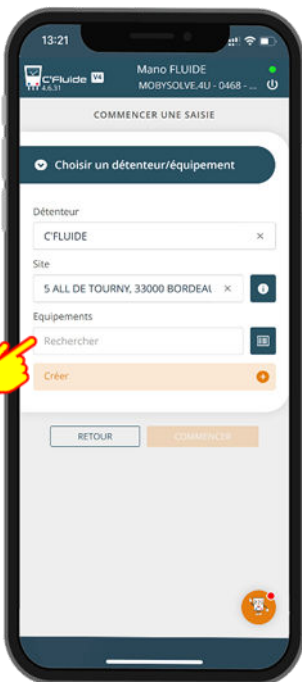 13:21
C'Fluide V4
4.6.31
Mano FLUIDE
MOBYSOLVE.4U - 0468 - ...
COMMENCER UNE SAISIE
Choisir un détenteur/équipement
Détenteur
C'FLUIDE
Site
5 ALL DE TOURNY, 33000 BORDEAU
Equipements
Rechercher
Créer
RETOUR
COMMENCER